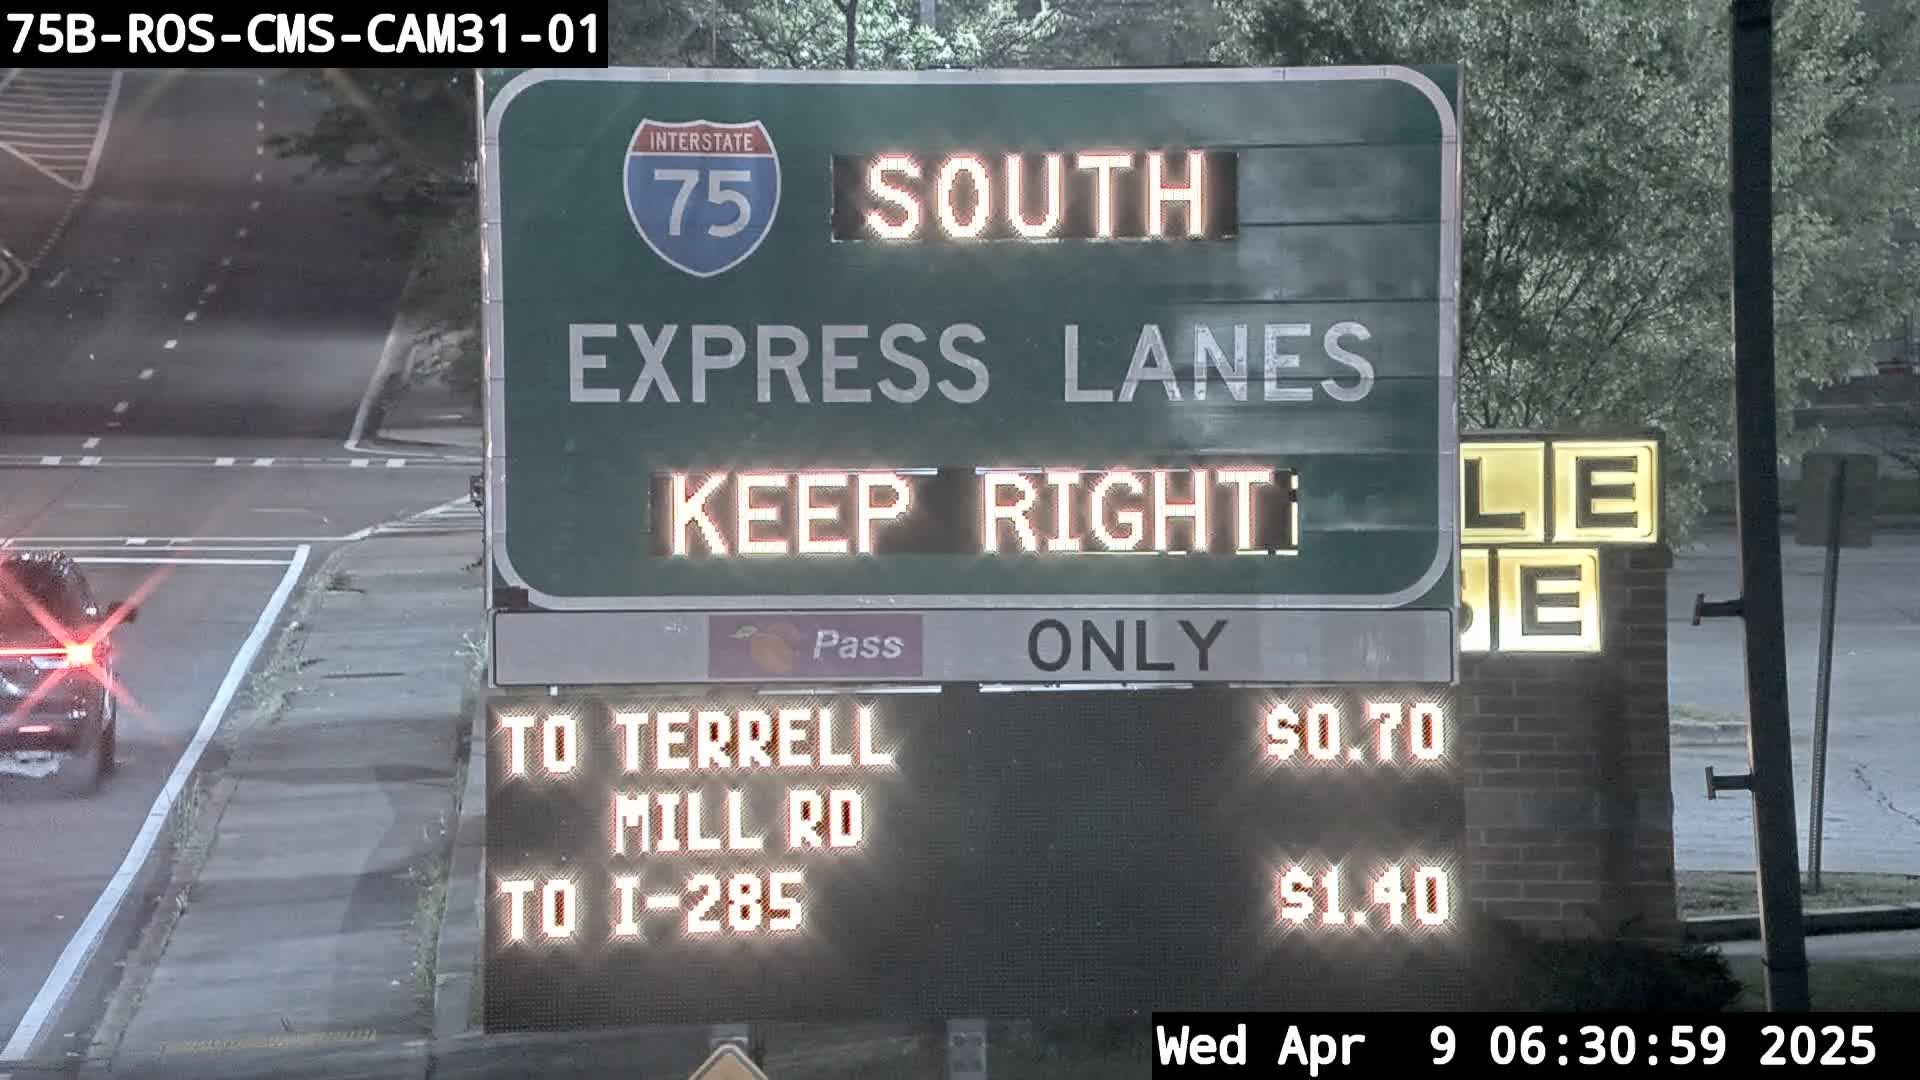 75B-ROS-CMS-CAM31-01
INTERSTATE
75
SOUTH
EXPRESS LANES
KEEP RIGHT
Pass ONLY
LE
E
TO TERRELL $0.70
MILL RD
TO I-285 $1.40
Wed Apr 9 06:30:59 2025